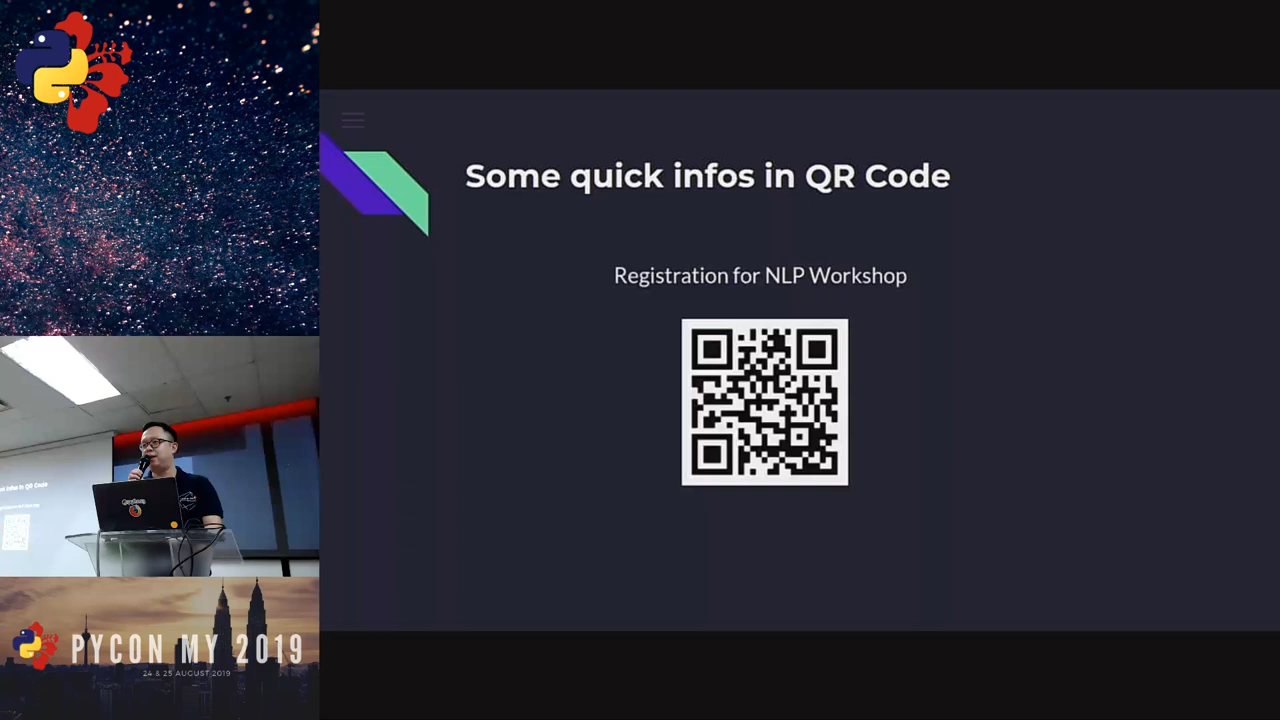 Some quick infos in QR Code
Registration for NLP Workshop
PYCON MY 2019
24 & 25 AUGUST 2019